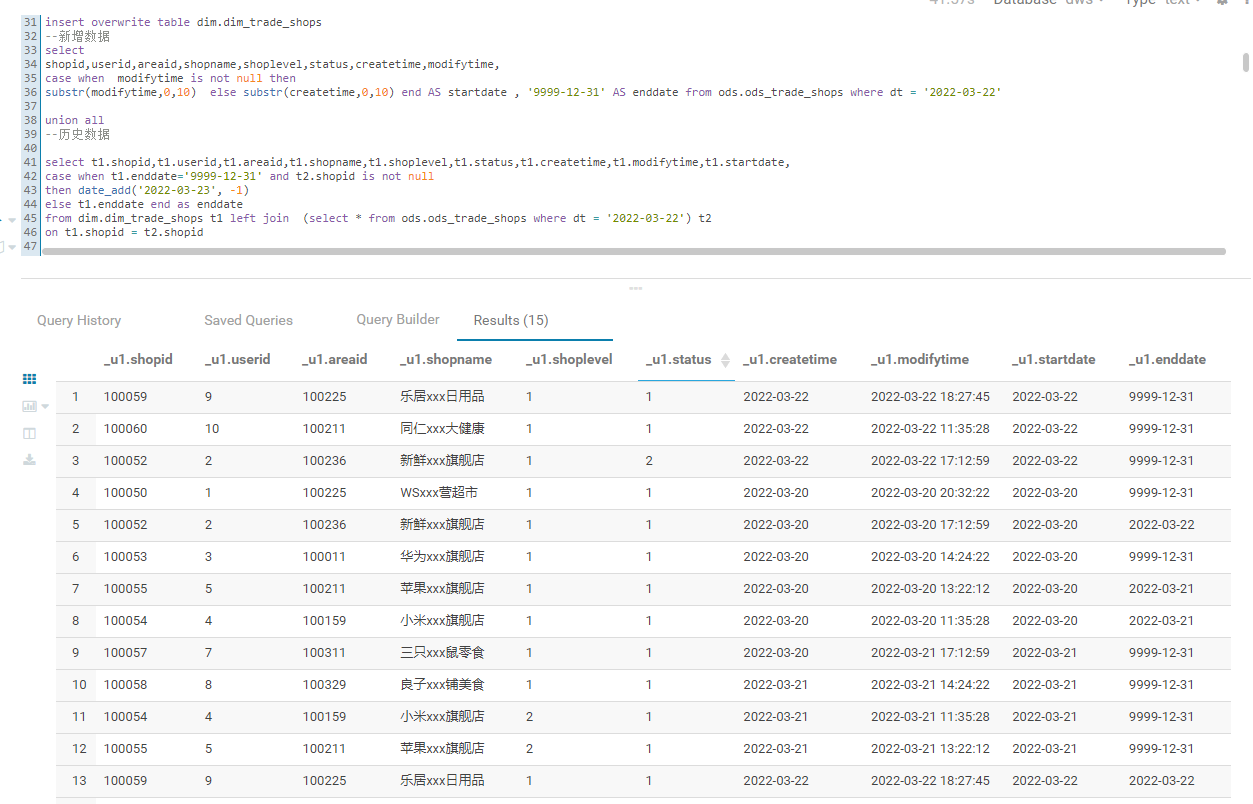 41.57s Database dws Type text
31 insert overwrite table dim.dim_trade_shops
32 --新增数据
33 select
34 shopid,userid,areaid,shopname,shoplevel,status,createtime,modifytime,
35 case when  modifytime is not null then
36 substr(modifytime,0,10)  else substr(createtime,0,10) end AS startdate , '9999-12-31' AS enddate from ods.ods_trade_shops where dt = '2022-03-22'
37
38 union all
39 --历史数据
40
41 select t1.shopid,t1.userid,t1.areaid,t1.shopname,t1.shoplevel,t1.status,t1.createtime,t1.modifytime,t1.startdate,
42 case when t1.enddate='9999-12-31' and t2.shopid is not null
43 then date_add('2022-03-23', -1)
44 else t1.enddate end as enddate
45 from dim.dim_trade_shops t1 left join  (select * from ods.ods_trade_shops where dt = '2022-03-22') t2
46 on t1.shopid = t2.shopid
47
Query History Saved Queries Query Builder Results (15)
_u1.shopid _u1.userid _u1.areaid _u1.shopname _u1.shoplevel _u1.status _u1.createtime _u1.modifytime _u1.startdate _u1.enddate
1 100059 9 100225 乐居xxx日用品 1 1 2022-03-22 2022-03-22 18:27:45 2022-03-22 9999-12-31
2 100060 10 100211 同仁xxx大健康 1 1 2022-03-22 2022-03-22 11:35:28 2022-03-22 9999-12-31
3 100052 2 100236 新鲜xxx旗舰店 1 2 2022-03-22 2022-03-22 17:12:59 2022-03-22 9999-12-31
4 100050 1 100225 WSxxx营超市 1 1 2022-03-20 2022-03-20 20:32:22 2022-03-20 9999-12-31
5 100052 2 100236 新鲜xxx旗舰店 1 1 2022-03-20 2022-03-20 17:12:59 2022-03-20 2022-03-22
6 100053 3 100011 华为xxx旗舰店 1 1 2022-03-20 2022-03-20 14:24:22 2022-03-20 9999-12-31
7 100055 5 100211 苹果xxx旗舰店 1 1 2022-03-20 2022-03-20 13:22:12 2022-03-20 2022-03-21
8 100054 4 100159 小米xxx旗舰店 1 1 2022-03-20 2022-03-20 11:35:28 2022-03-20 2022-03-21
9 100057 7 100311 三只xxx鼠零食 1 1 2022-03-20 2022-03-21 17:12:59 2022-03-21 9999-12-31
10 100058 8 100329 良子xxx铺美食 1 1 2022-03-21 2022-03-21 14:24:22 2022-03-21 9999-12-31
11 100054 4 100159 小米xxx旗舰店 2 1 2022-03-21 2022-03-21 11:35:28 2022-03-21 9999-12-31
12 100055 5 100211 苹果xxx旗舰店 2 1 2022-03-21 2022-03-21 13:22:12 2022-03-21 9999-12-31
13 100059 9 100225 乐居xxx日用品 1 1 2022-03-22 2022-03-22 18:27:45 2022-03-22 2022-03-22